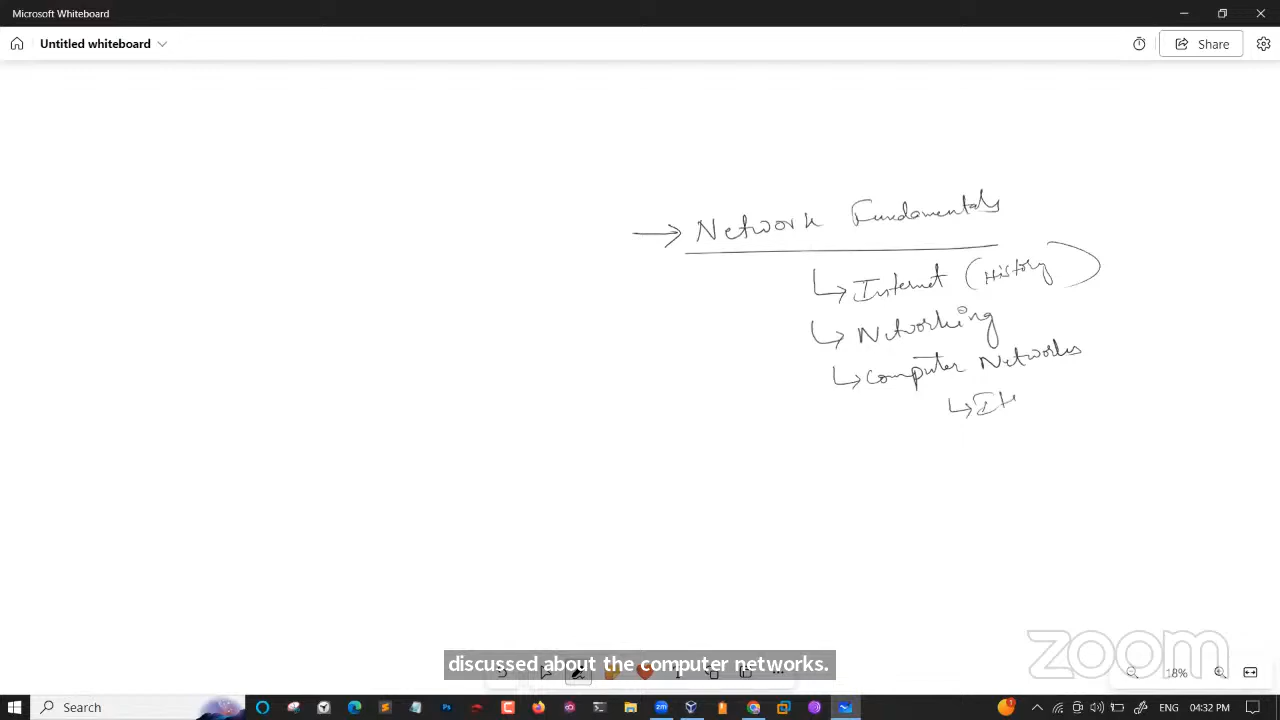 Microsoft Whiteboard
Untitled whiteboard
Share
→ Network Fundamentals
↳ Internet (History)
↳ Networking
↳ Computer Networks
discussed about the computer networks.
zoom
18%
Search
ENG
04:32 PM